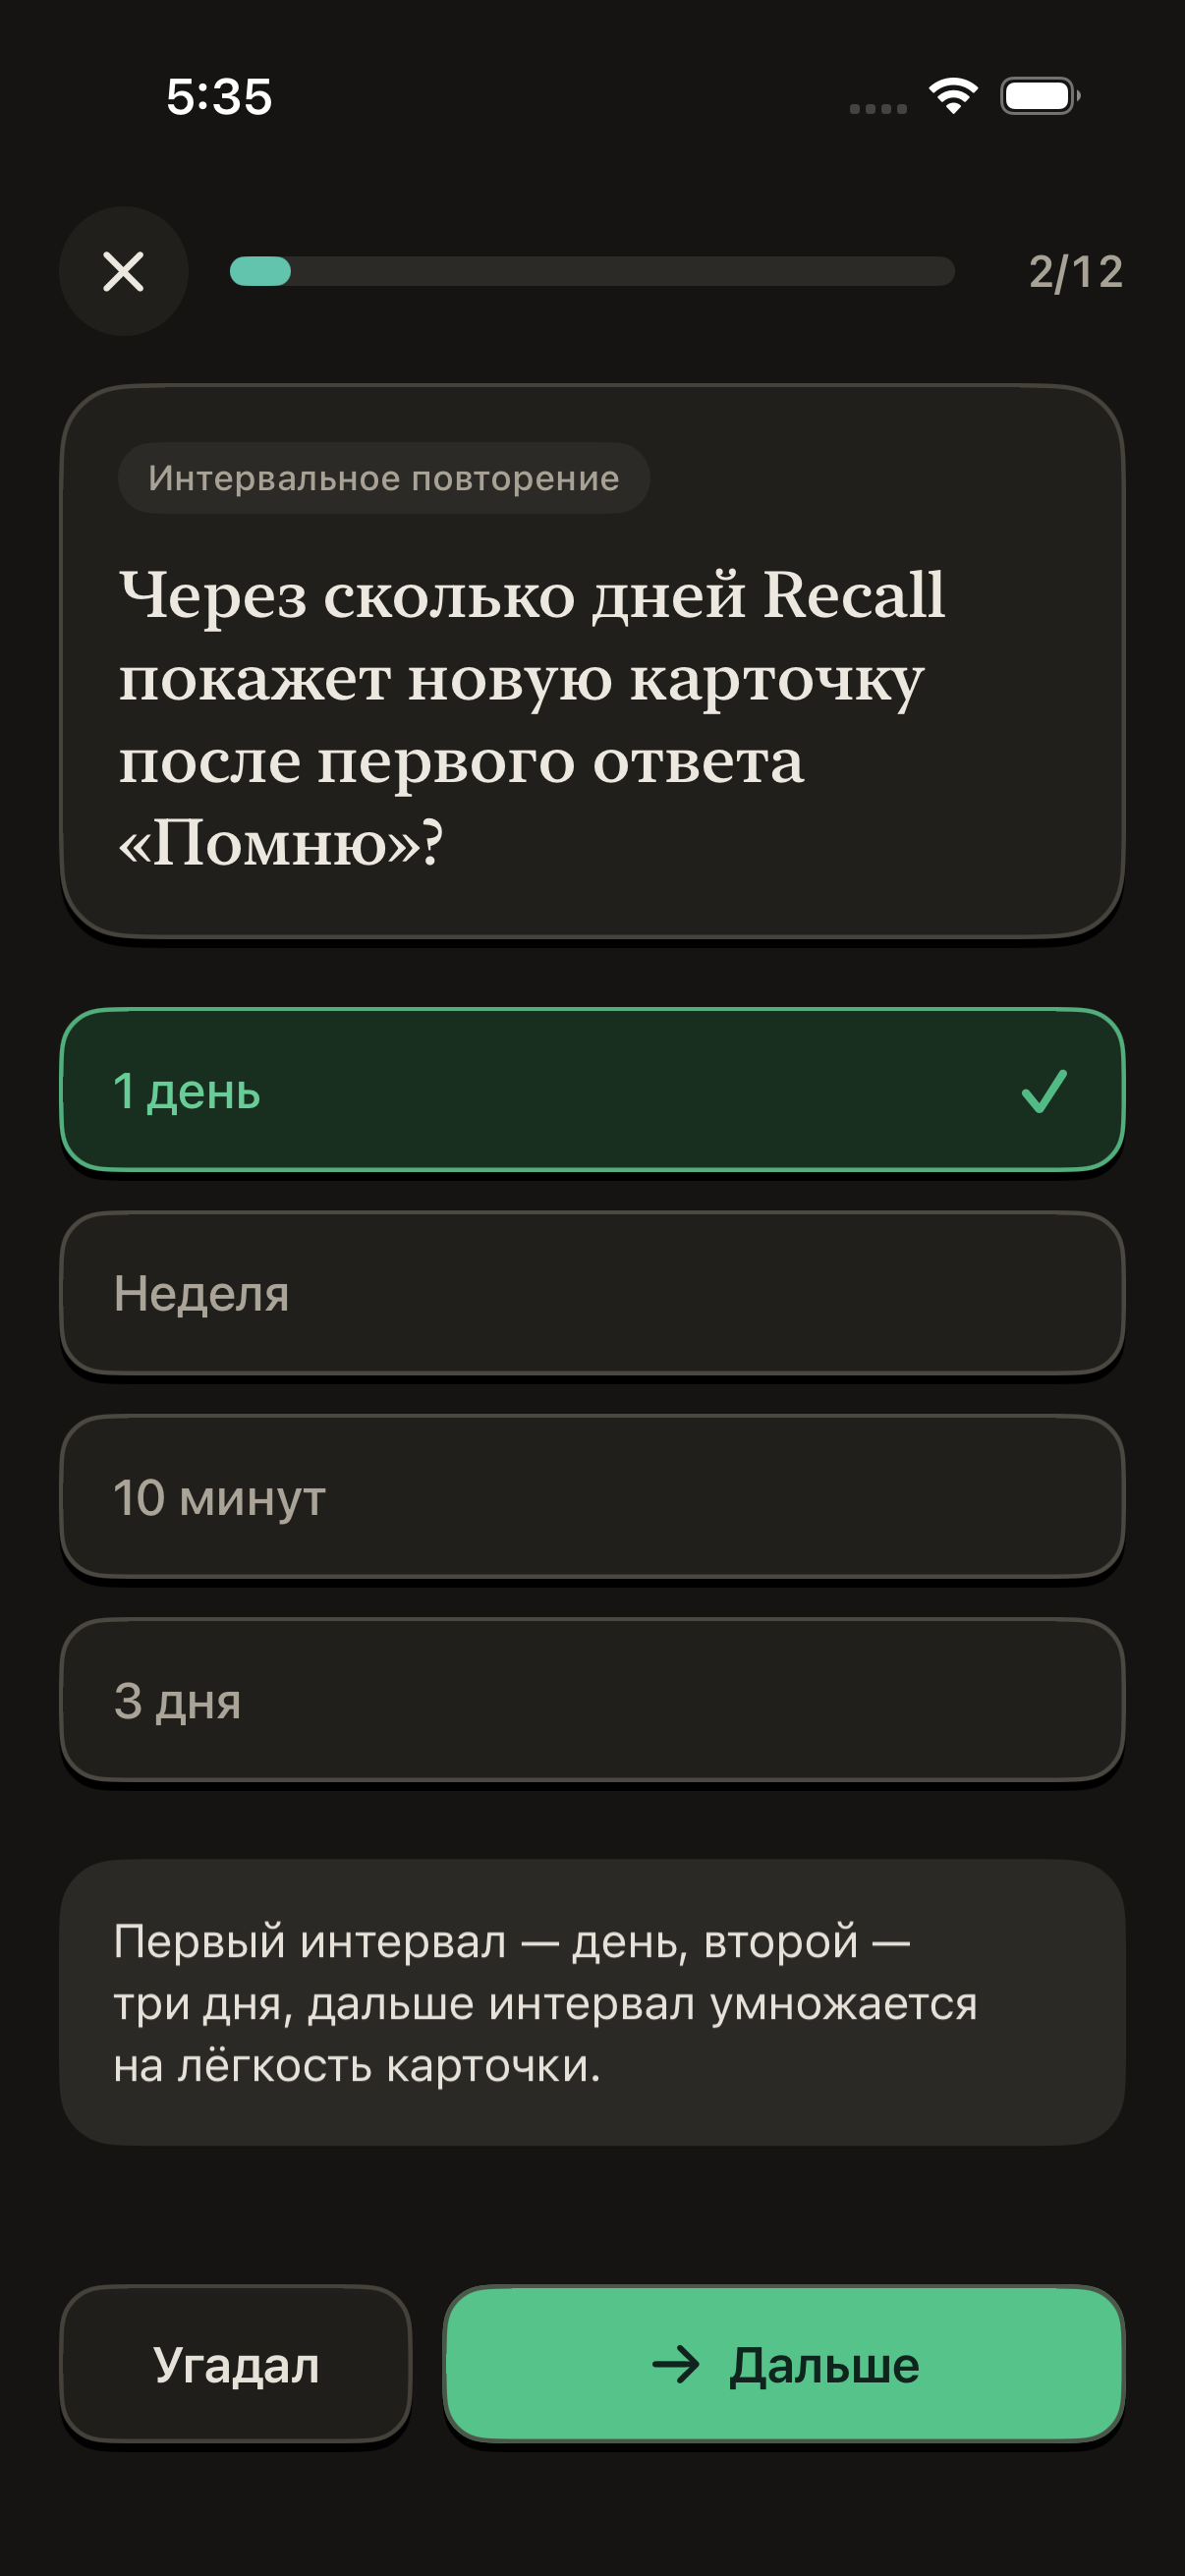 5:35
2/12
Интервальное повторение
Через сколько дней Recall
покажет новую карточку
после первого ответа
«Помню»?
1 день
Неделя
10 минут
3 дня
Первый интервал — день, второй —
три дня, дальше интервал умножается
на лёгкость карточки.
Угадал
Дальше